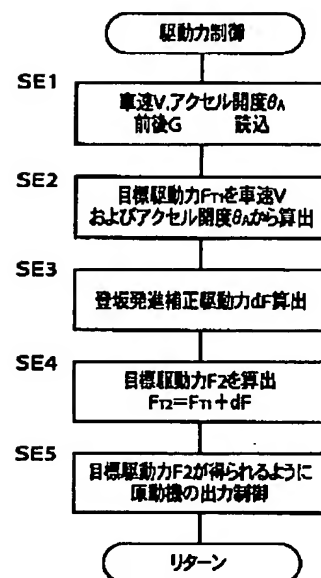 駆動力制御
SE1
車速V、アクセル開度θA
前後G 読込
SE2
目標駆動力FT1を車速V
およびアクセル開度θAから算出
SE3
登坂発進補正駆動力dF算出
SE4
目標駆動力F2を算出
FT2=FT1+dF
SE5
目標駆動力F2が得られるように
原動機の出力制御
リターン